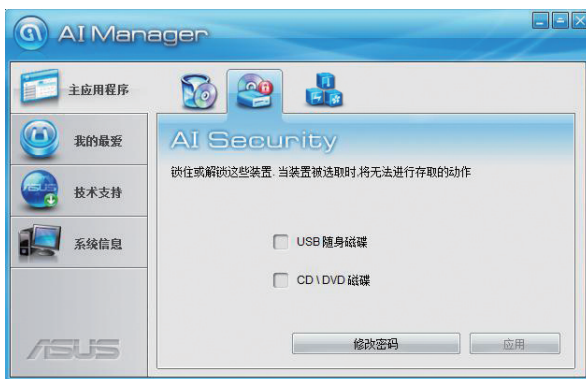 AI Manager
主应用程序
我的最爱
技术支持
系统信息
AI Security
锁住或解锁这些装置. 当装置被选取时,将无法进行存取的动作
USB 随身磁碟
CD \ DVD 磁碟
修改密码
应用
ASUS